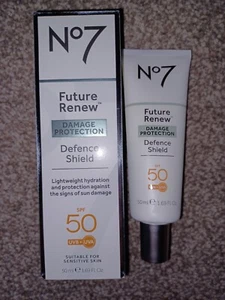 No7
Future
Renew™
DAMAGE
PROTECTION
Defence
Shield
Lightweight hydration
and protection against
the signs of sun damage
SPF
50
UVB + UVA
SUITABLE FOR
SENSITIVE SKIN
No7
Future
Renew™
DAMAGE
PROTECTION
Defence
Shield
SPF
50